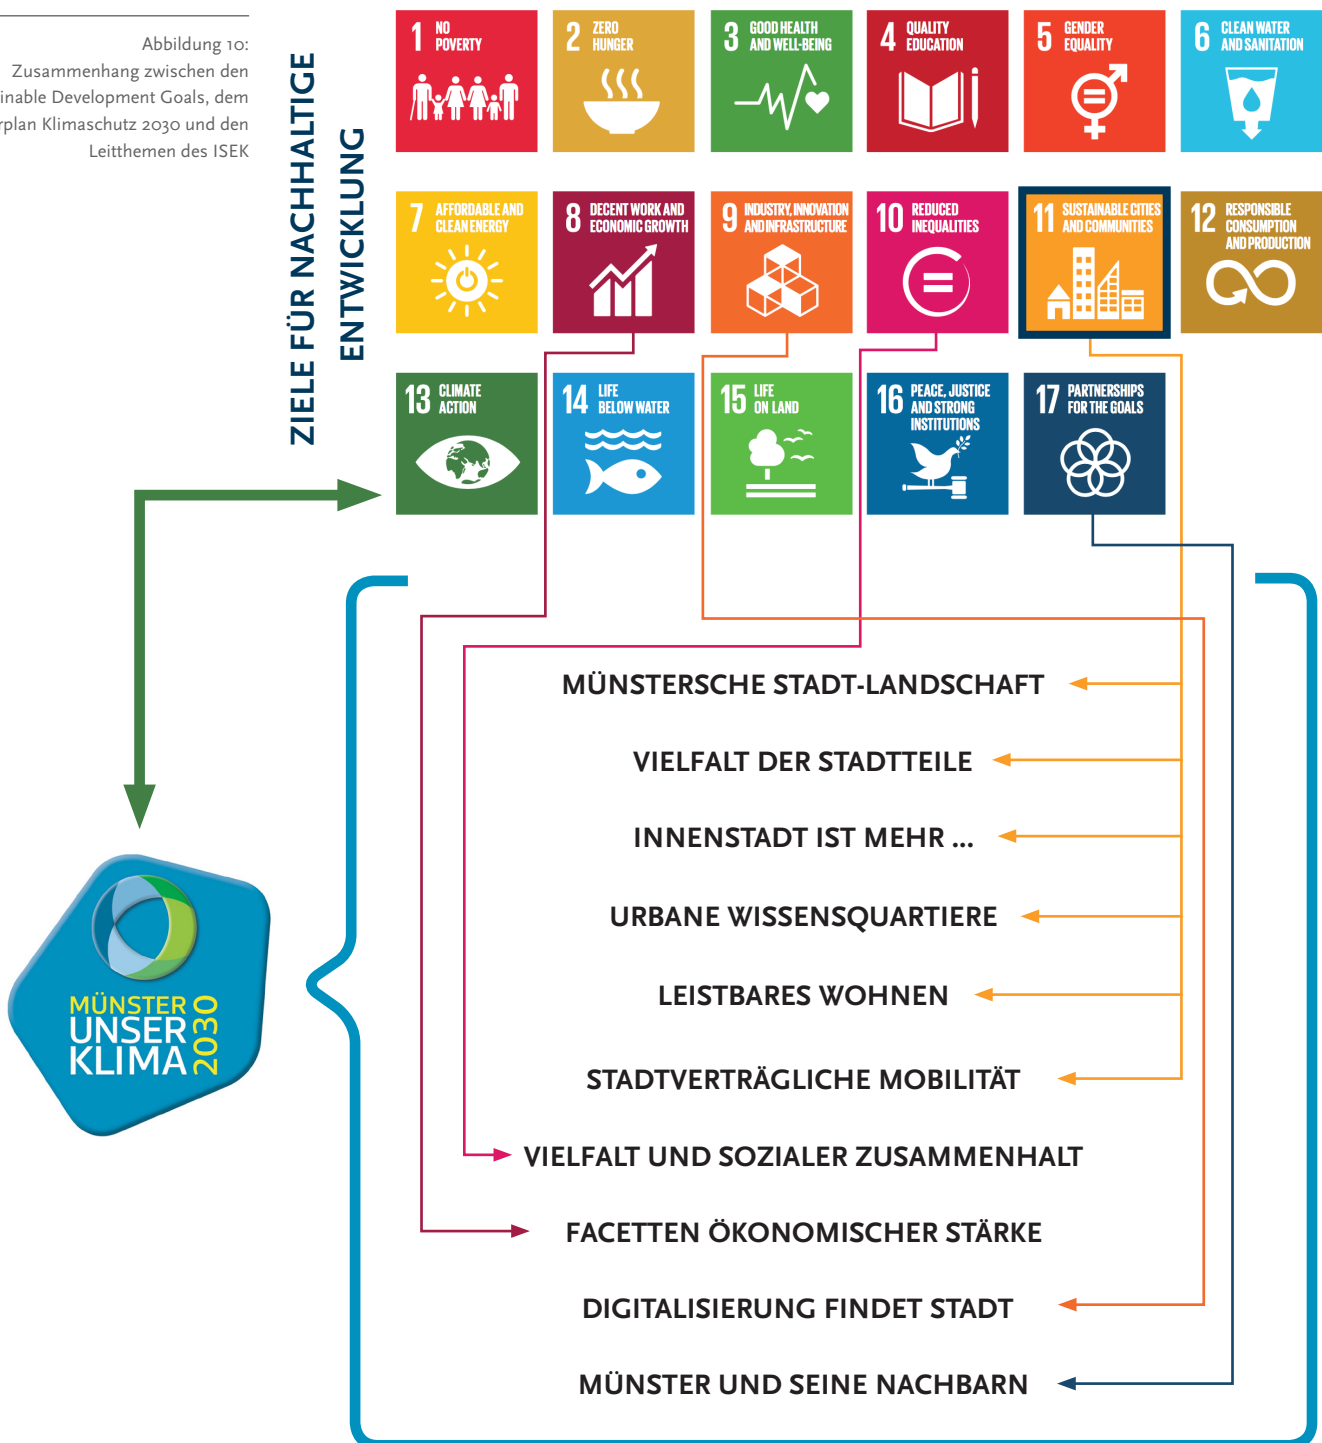 Abbildung 10:
Zusammenhang zwischen den
inable Development Goals, dem
rplan Klimaschutz 2030 und den
Leitthemen des ISEK
ZIELE FÜR NACHHALTIGE
ENTWICKLUNG
1 NO
POVERTY
2 ZERO
HUNGER
3 GOOD HEALTH
AND WELL-BEING
4 QUALITY
EDUCATION
5 GENDER
EQUALITY
6 CLEAN WATER
AND SANITATION
7 AFFORDABLE AND
CLEAN ENERGY
8 DECENT WORK AND
ECONOMIC GROWTH
9 INDUSTRY, INNOVATION
AND INFRASTRUCTURE
10 REDUCED
INEQUALITIES
11 SUSTAINABLE CITIES
AND COMMUNITIES
12 RESPONSIBLE
CONSUMPTION
AND PRODUCTION
13 CLIMATE
ACTION
14 LIFE
BELOW WATER
15 LIFE
ON LAND
16 PEACE, JUSTICE
AND STRONG
INSTITUTIONS
17 PARTNERSHIPS
FOR THE GOALS
MÜNSTERSCHE STADT-LANDSCHAFT
VIELFALT DER STADTTEILE
INNENSTADT IST MEHR ...
URBANE WISSENSQUARTIERE
LEISTBARES WOHNEN
STADTVERTRÄGLICHE MOBILITÄT
VIELFALT UND SOZIALER ZUSAMMENHALT
FACETTEN ÖKONOMISCHER STÄRKE
DIGITALISIERUNG FINDET STADT
MÜNSTER UND SEINE NACHBARN
MÜNSTER
UNSER
KLIMA
2030